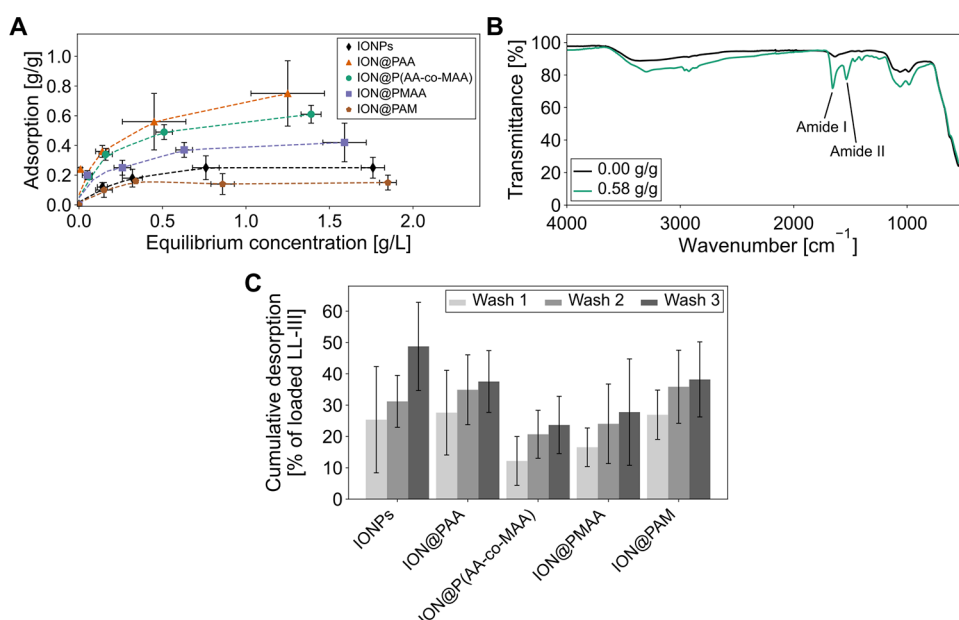 A
Adsorption [g/g]
1.0
0.8
0.6
0.4
0.2
0.0
IONPs
ION@PAA
ION@P(AA-co-MAA)
ION@PMAA
ION@PAM
0.0
0.5
1.0
1.5
2.0
Equilibrium concentration [g/L]
B
Transmittance [%]
100
80
60
40
20
0
Amide I
Amide II
0.00 g/g
0.58 g/g
4000
3000
2000
1000
Wavenumber [cm⁻¹]
C
Cumulative desorption
[% of loaded LL-III]
60
50
40
30
20
10
0
Wash 1
Wash 2
Wash 3
IONPs
ION@PAA
ION@P(AA-co-MAA)
ION@PMAA
ION@PAM